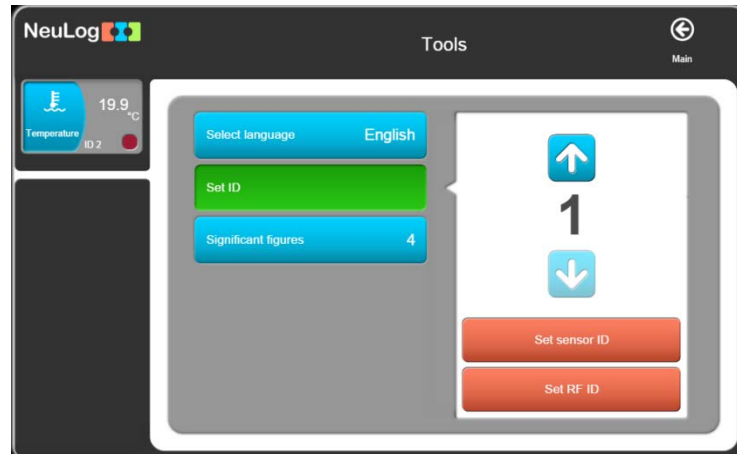 NeuLog
Tools
Main
19.9 °C
Temperature
ID 2
Select language English
Set ID
Significant figures 4
1
Set sensor ID
Set RF ID